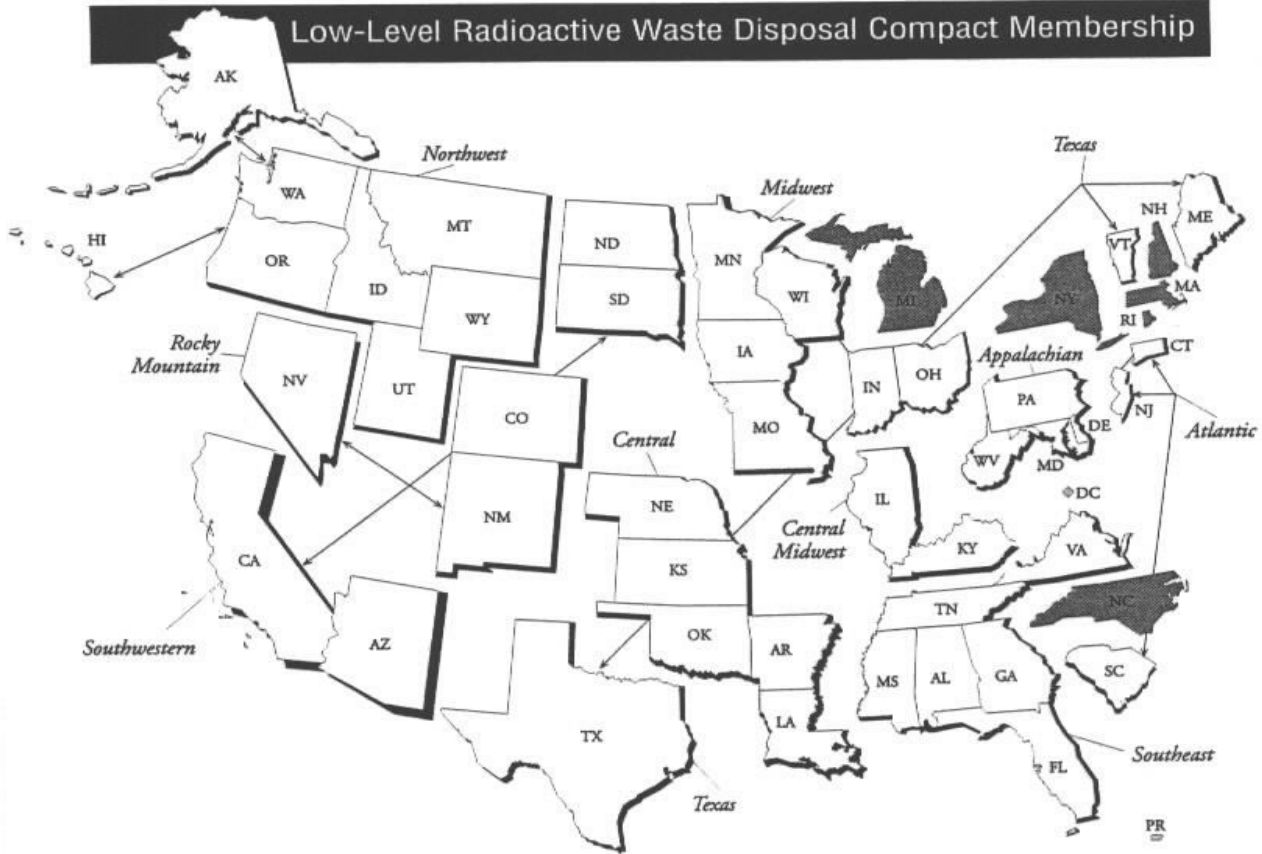 Low-Level Radioactive Waste Disposal Compact Membership
AK
Northwest
Texas
WA
Midwest
NH
ME
HI
MT
ND
MN
VT
OR
ID
SD
WI
MI
NY
MA
WY
RI
Rocky
Mountain
IA
CT
Appalachian
NV
UT
IN
OH
CO
PA
NJ
MO
DE
Atlantic
Central
WV
MD
DC
NE
IL
NM
Central
Midwest
KY
VA
CA
KS
TN
NC
OK
AR
Southwestern
AZ
MS
AL
GA
SC
LA
TX
Southeast
FL
Texas
PR